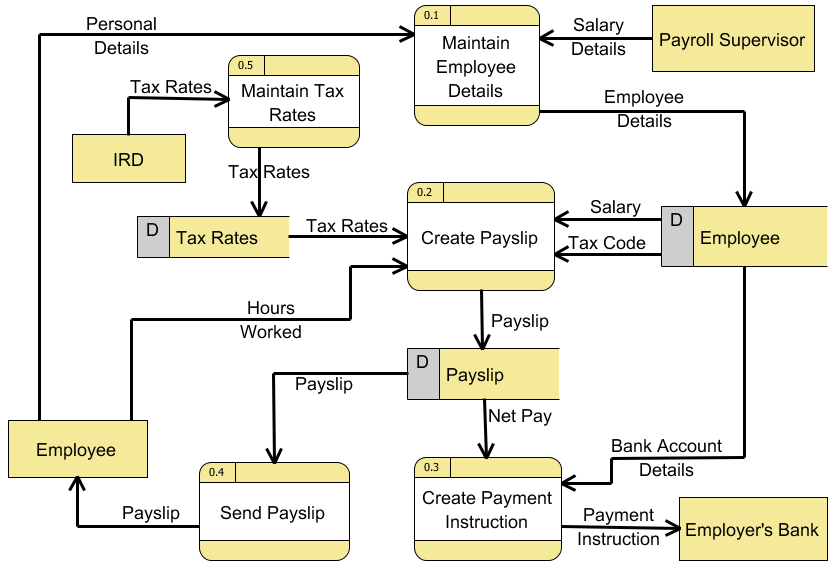 Personal
Details
0.1
Maintain
Employee
Details
Salary
Details
Payroll Supervisor
0.5
Maintain Tax
Rates
Tax Rates
IRD
Employee
Details
Tax Rates
0.2
Create Payslip
D
Tax Rates
Tax Rates
Salary
Tax Code
D
Employee
Hours
Worked
Payslip
D
Payslip
Payslip
Net Pay
Employee
Bank Account
Details
0.4
Send Payslip
Payslip
0.3
Create Payment
Instruction
Payment
Instruction
Employer's Bank